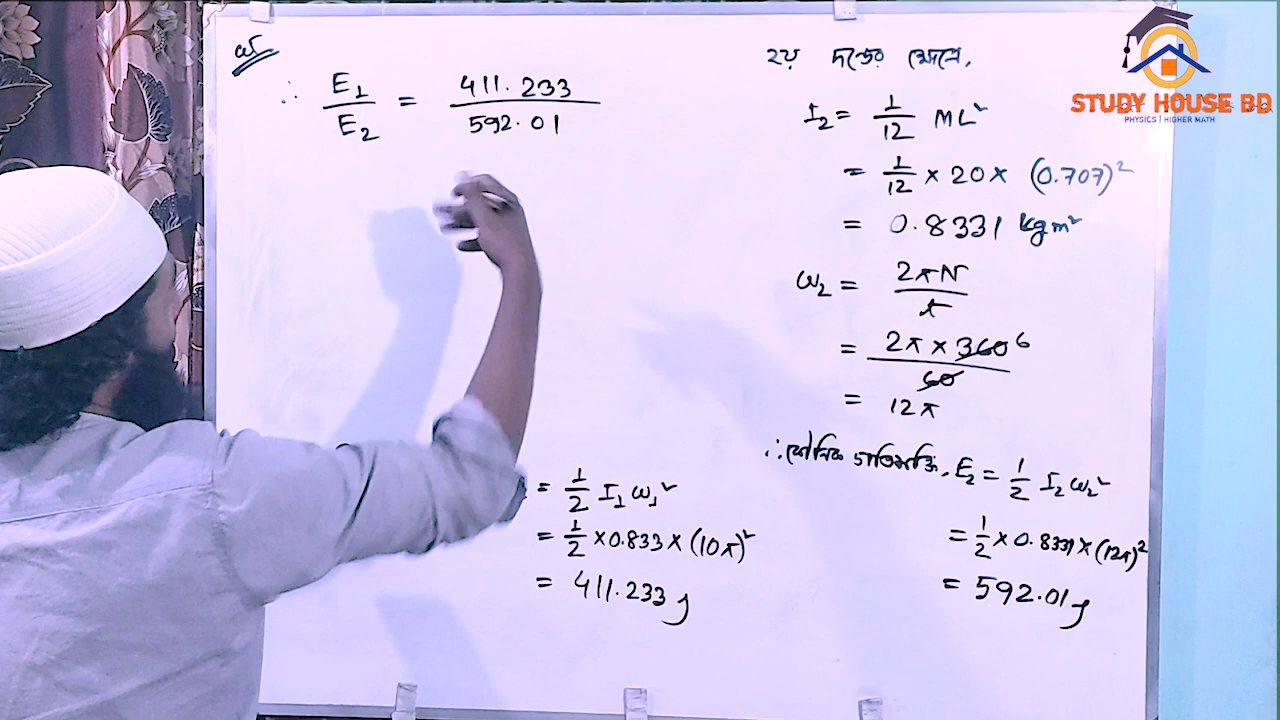 ∴ E₁/E₂ = 411.233/592.01
= 1/2 I₁ω₁²
= 1/2 × 0.833 × (10π)²
= 411.233 J
২য় দন্ডের ক্ষেত্রে,
I₂ = 1/12 ML²
= 1/12 × 20 × (0.707)²
= 0.8331 kgm²
ω₂ = 2πN/t
= 2π × 360 6/60
= 12π
∴ কৌনিক গতিশক্তি, E₂ = 1/2 I₂ω₂²
= 1/2 × 0.8331 × (12π)²
= 592.01 J
STUDY HOUSE BD
PHYSICS | HIGHER MATH